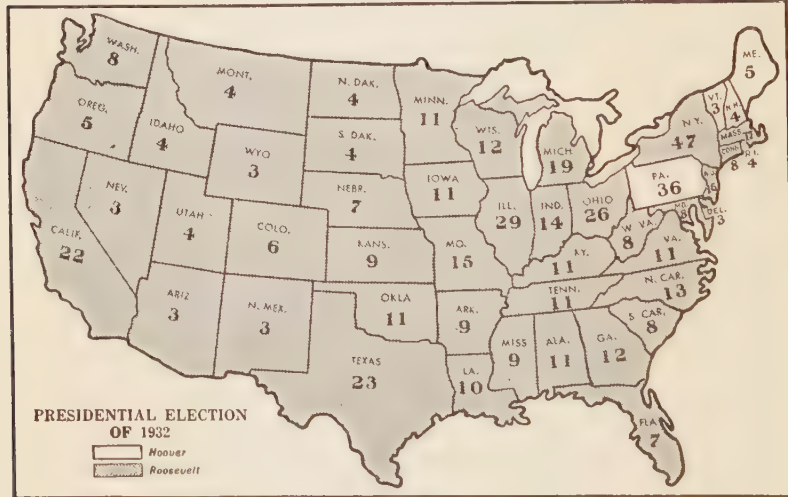 WASH.
8
OREG.
5
CALIF.
22
NEV.
3
IDAHO
4
MONT.
4
WYO
3
UTAH
4
COLO.
6
ARIZ
3
N. MEX.
3
N. DAK.
4
S. DAK.
4
NEBR.
7
KANS.
9
OKLA
11
TEXAS
23
MINN.
11
IOWA
11
MO.
15
ARK.
9
LA.
10
WIS.
12
ILL.
29
MICH.
19
IND.
14
OHIO
26
KY.
11
TENN.
11
MISS
9
ALA.
11
GA.
12
FLA.
7
S. CAR.
8
N. CAR.
13
VA.
11
W. VA.
8
MD.
8
DEL.
3
PA.
36
N.J.
16
N.Y.
47
CONN.
8
R.I.
4
MASS.
17
VT.
3
N.H.
4
ME.
5
PRESIDENTIAL ELECTION
OF 1932
Hoover
Roosevelt